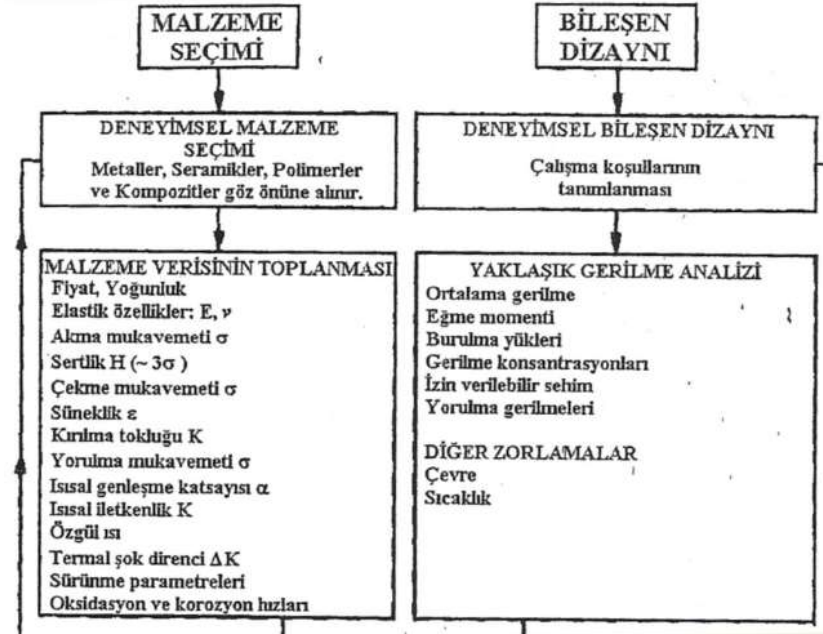 MALZEME
SEÇİMİ
DENEYİMSEL MALZEME
SEÇİMİ
Metaller, Seramikler, Polimerler
ve Kompozitler göz önüne alınır.
MALZEME VERİSİNİN TOPLANMASI
Fiyat, Yoğunluk
Elastik özellikler: E, ν
Akma mukavemeti σ
Sertlik H (~ 3σ )
Çekme mukavemeti σ
Süneklik ε
Kırılma tokluğu K
Yorulma mukavemeti σ
Isısal genleşme katsayısı α
Isısal iletkenlik K
Özgül ısı
Termal şok direnci Δ K
Sürünme parametreleri
Oksidasyon ve korozyon hızları
BİLEŞEN
DİZAYNI
DENEYİMSEL BİLEŞEN DİZAYNI
Çalışma koşullarının
tanımlanması
YAKLAŞIK GERİLME ANALİZİ
Ortalama gerilme
Eğme momenti
Burulma yükleri
Gerilme konsantrasyonları
İzin verilebilir sehim
Yorulma gerilmeleri
DİĞER ZORLAMALAR
Çevre
Sıcaklık